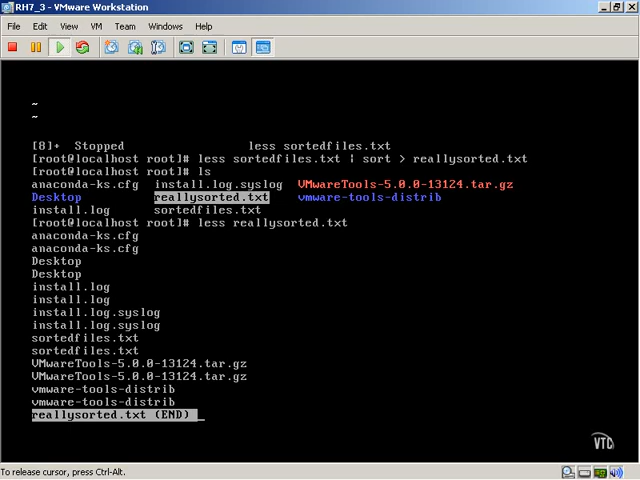 RH7_3 - VMware Workstation
File Edit View VM Team Windows Help
~
~
[8]+ Stopped less sortedfiles.txt
[root@localhost root]# less sortedfiles.txt | sort > reallysorted.txt
[root@localhost root]# ls
anaconda-ks.cfg install.log.syslog VMwareTools-5.0.0-13124.tar.gz
Desktop reallysorted.txt vmware-tools-distrib
install.log sortedfiles.txt
[root@localhost root]# less reallysorted.txt
anaconda-ks.cfg
anaconda-ks.cfg
Desktop
Desktop
install.log
install.log
install.log.syslog
install.log.syslog
sortedfiles.txt
sortedfiles.txt
VMwareTools-5.0.0-13124.tar.gz
VMwareTools-5.0.0-13124.tar.gz
vmware-tools-distrib
vmware-tools-distrib
reallysorted.txt (END)
VTC
To release cursor, press Ctrl-Alt.